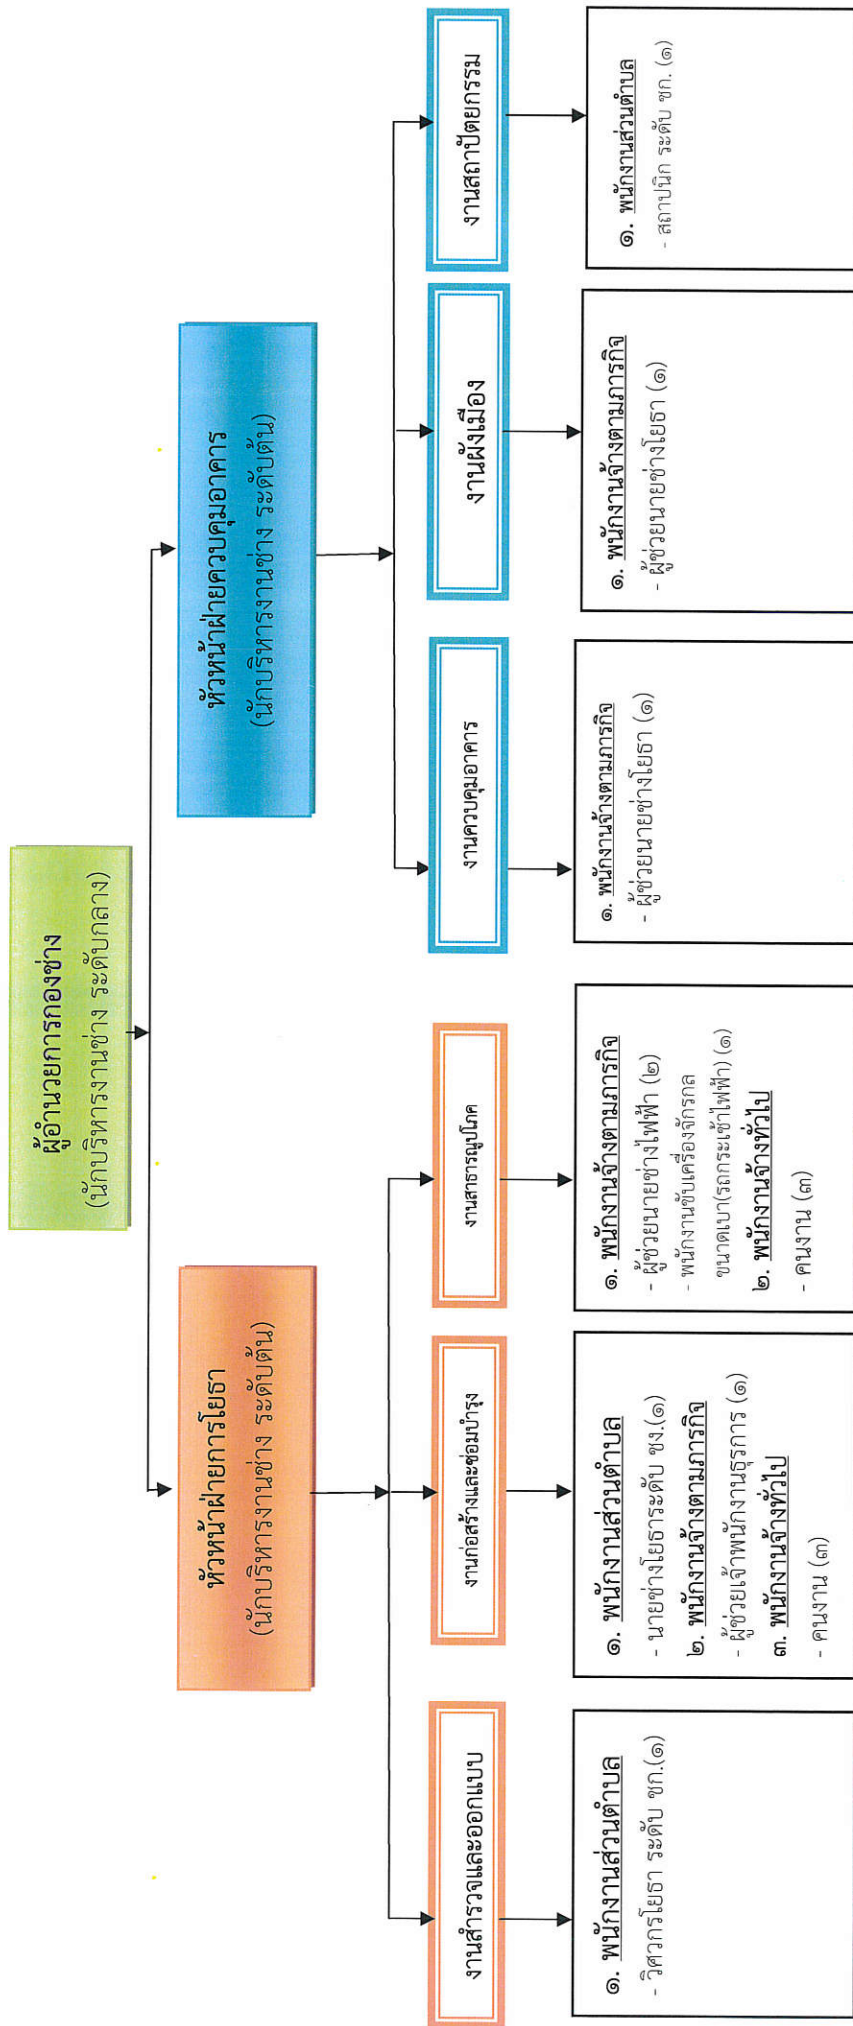 ผู้อำนวยการกองช่าง
(นักบริหารงานช่าง ระดับกลาง)
หัวหน้าฝ่ายการโยธา
(นักบริหารงานช่าง ระดับต้น)
หัวหน้าฝ่ายควบคุมอาคาร
(นักบริหารงานช่าง ระดับต้น)
งานสำรวจและออกแบบ
งานก่อสร้างและซ่อมบำรุง
งานสาธารณูปโภค
งานควบคุมอาคาร
งานผังเมือง
งานสถาปัตยกรรม
๑. พนักงานส่วนตำบล
- วิศวกรโยธา ระดับ ชก.(๑)
๑. พนักงานส่วนตำบล
- นายช่างโยธาระดับ ชง.(๑)
๒. พนักงานจ้างตามภารกิจ
- ผู้ช่วยเจ้าพนักงานธุรการ (๑)
๓. พนักงานจ้างทั่วไป
- คนงาน (๓)
๑. พนักงานจ้างตามภารกิจ
- ผู้ช่วยนายช่างไฟฟ้า (๒)
- พนักงานขับเครื่องจักรกล
ขนาดเบา(รถกระเช้าไฟฟ้า) (๑)
๒. พนักงานจ้างทั่วไป
- คนงาน (๓)
๑. พนักงานจ้างตามภารกิจ
- ผู้ช่วยนายช่างโยธา (๑)
๑. พนักงานจ้างตามภารกิจ
- ผู้ช่วยนายช่างโยธา (๑)
๑. พนักงานส่วนตำบล
- สถาปนิก ระดับ ชก. (๑)